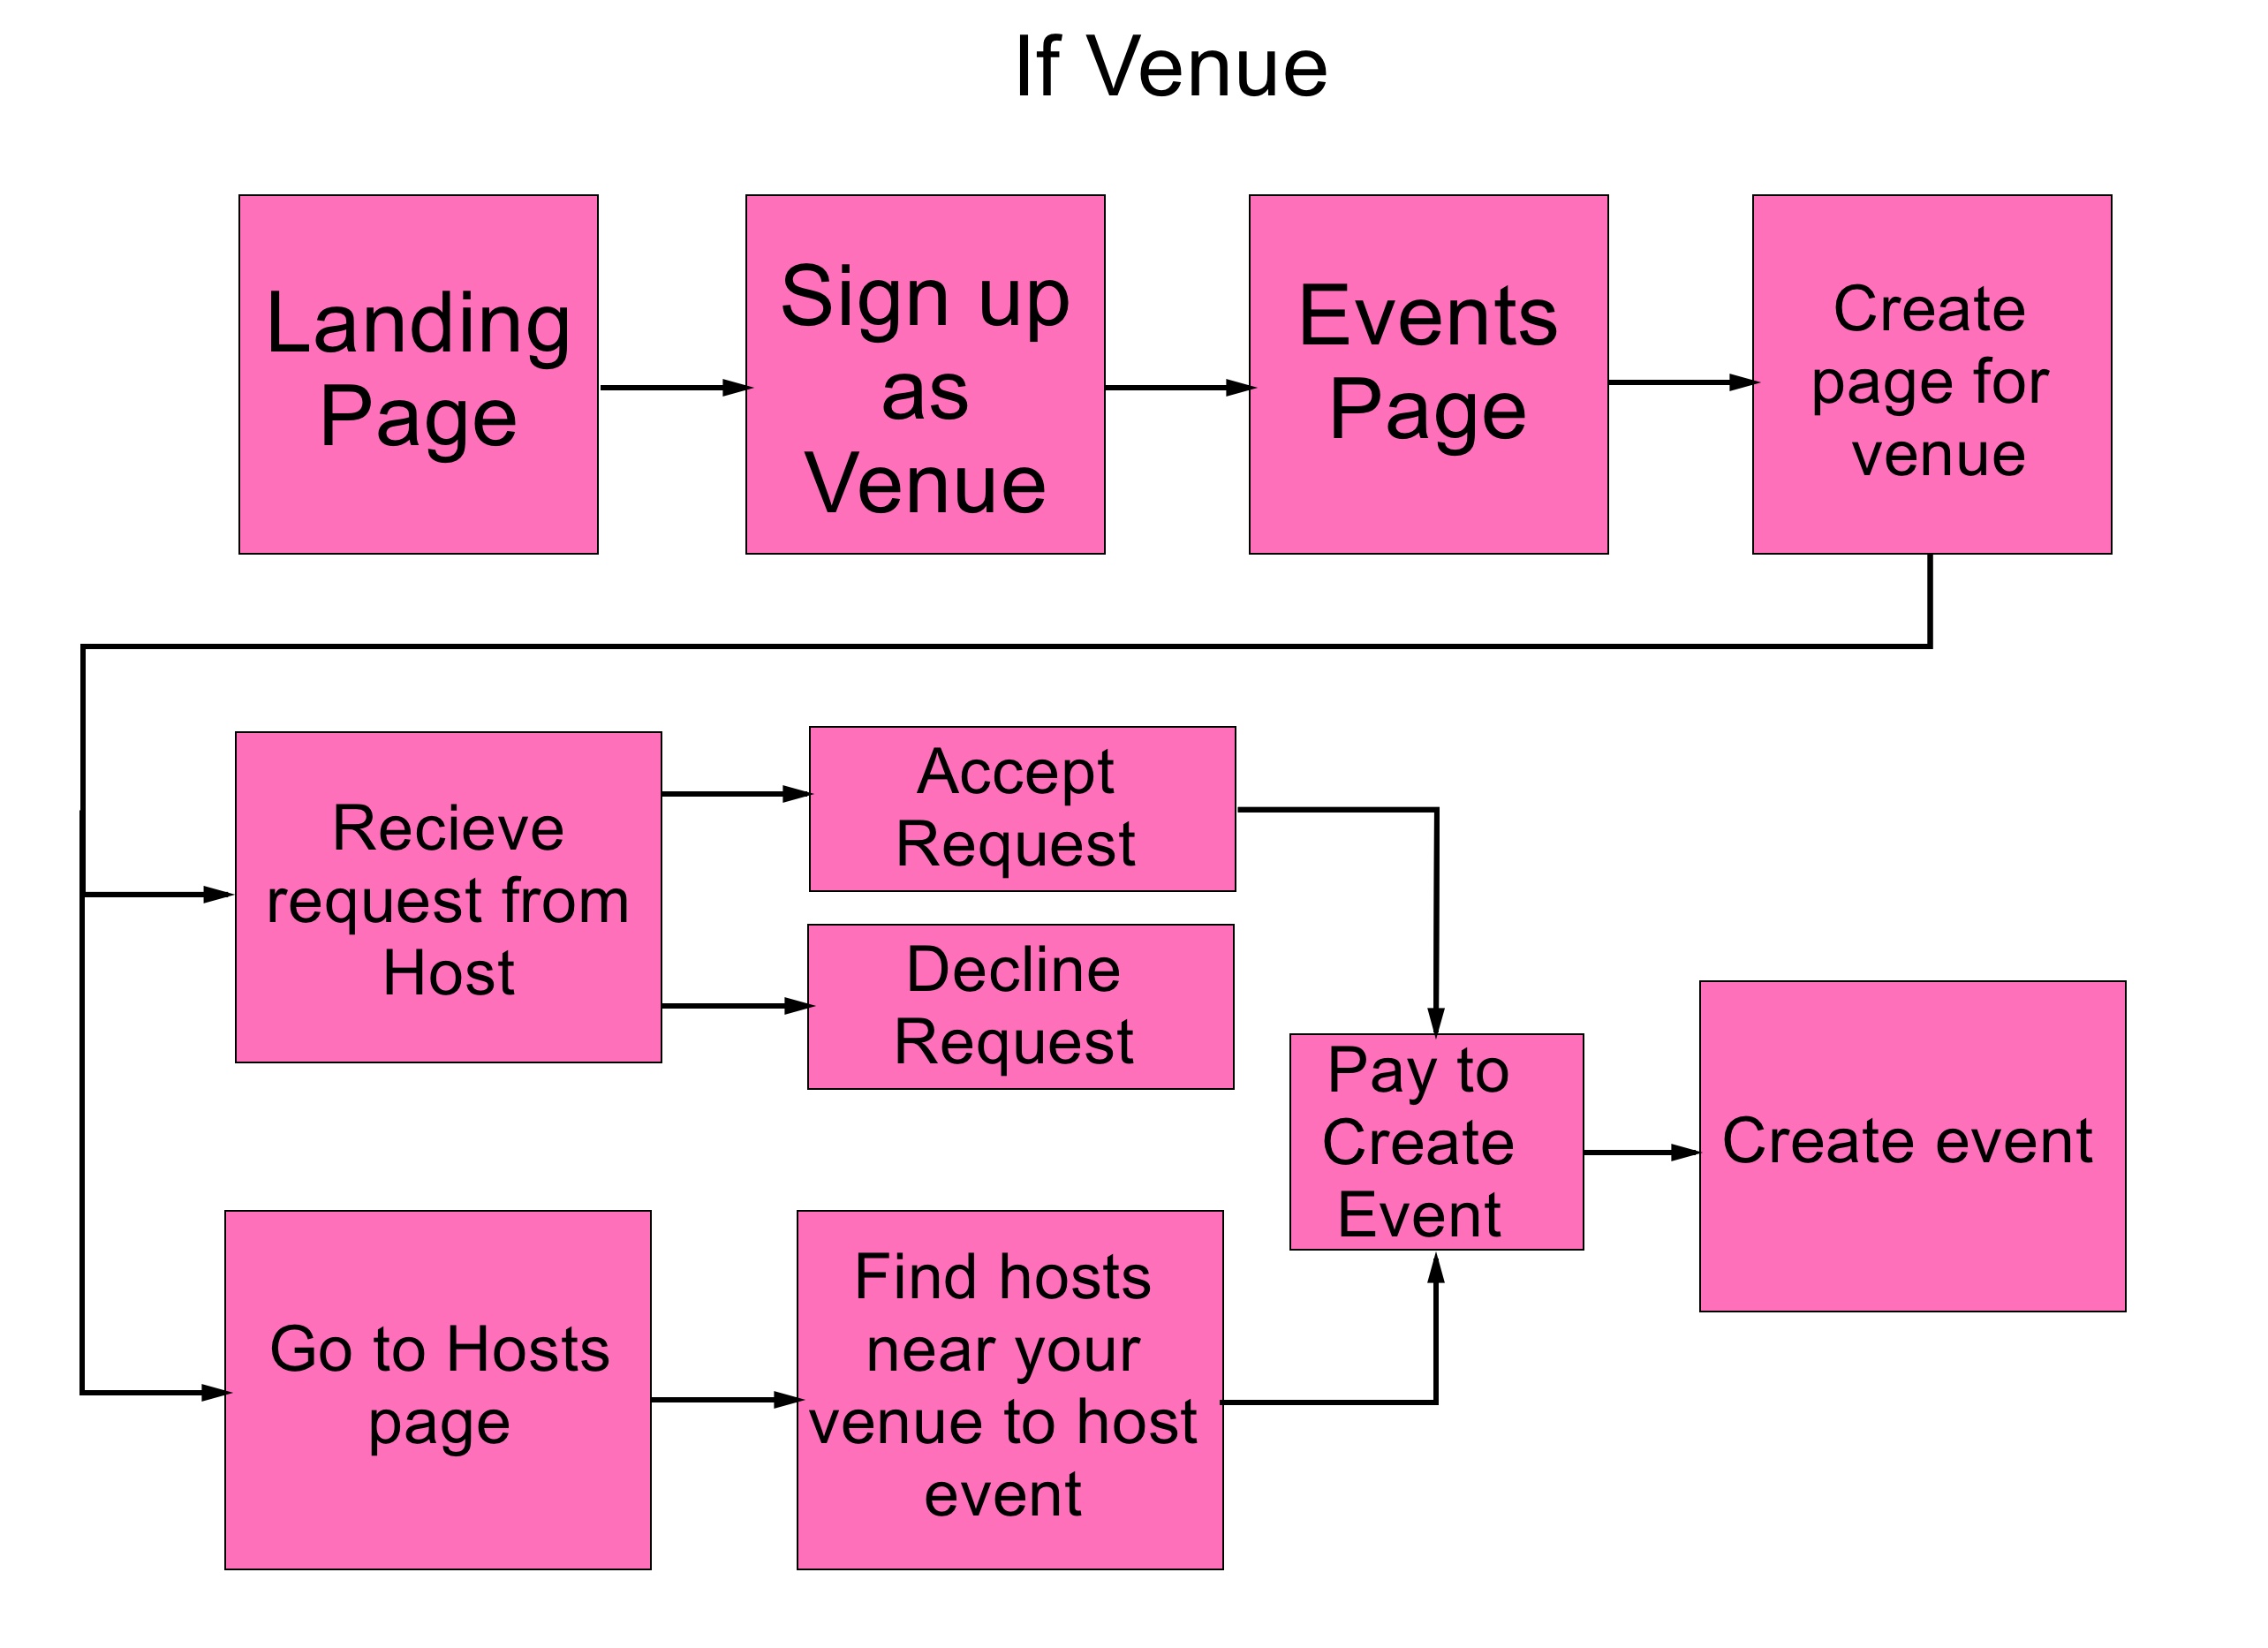 If Venue
Landing
Page
Sign up
as
Venue
Events
Page
Create
page for
venue
Recieve
request from
Host
Accept
Request
Decline
Request
Pay to
Create
Event
Create event
Go to Hosts
page
Find hosts
near your
venue to host
event